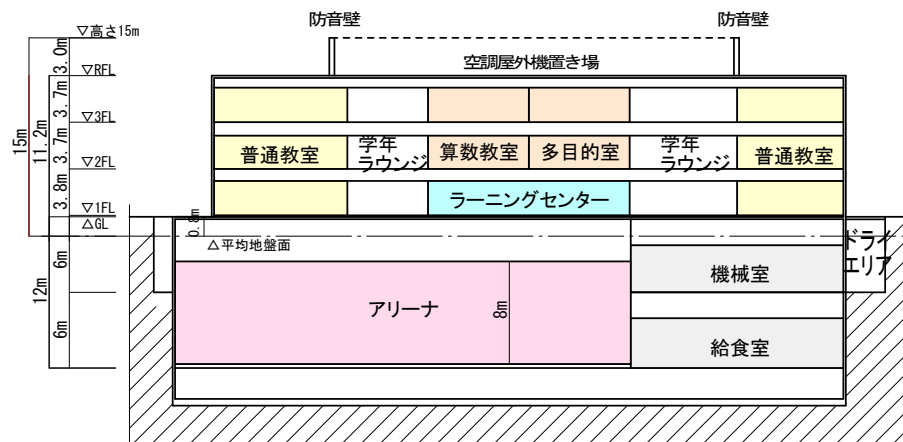 防音壁
防音壁
▽高さ15m
3.0m
空調屋外機置き場
▽RFL
3.7m
▽3FL
15m
11.2m
3.7m
普通教室
学年
ラウンジ
算数教室
多目的室
学年
ラウンジ
普通教室
▽2FL
3.8m
ラーニングセンター
▽1FL
△GL
0.8m
△平均地盤面
ドライ
エリア
6m
12m
機械室
アリーナ
8m
6m
給食室